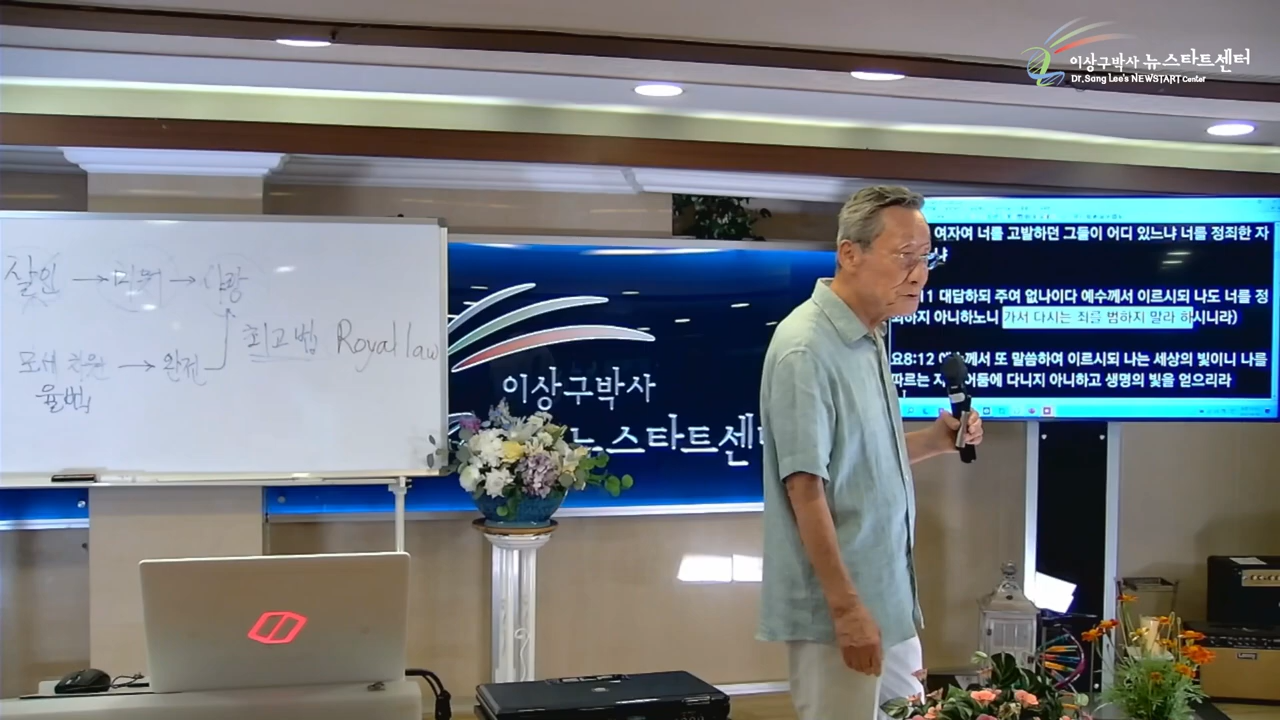 이상구박사 뉴스타트센터
Dr. Sang Lee's NEWSTART Center
살인 → 미워 → 사랑
최고법 Royal law
모세 차원 → 완전
율법
이상구박사
뉴스타트센
여자여 너를 고발하던 그들이 어디 있느냐 너를 정죄한 자
11 대답하되 주여 없나이다 예수께서 이르시되 나도 너를 정
하지 아니하노니 가서 다시는 죄를 범하지 말라 하시니라)
요8:12 예수께서 또 말씀하여 이르시되 나는 세상의 빛이니 나를
따르는 어둠에 다니지 아니하고 생명의 빛을 얻으리라
Laney